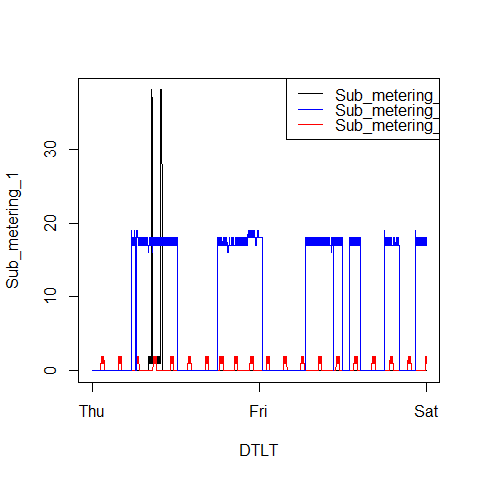 Sub_metering_
Sub_metering_
Sub_metering_
Sub_metering_1
30
20
10
0
Thu Fri Sat
DTLT